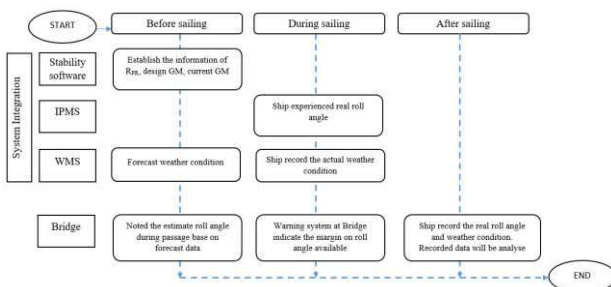 START
Before sailing
During sailing
After sailing
System Integration
Stability
software
Establish the information of
RPR, design GM, current GM
IPMS
Ship experienced real roll
angle
WMS
Forecast weather condition
Ship record the actual weather
condition
Bridge
Noted the estimate roll angle
during passage base on
forecast data
Warning system at Bridge
indicate the margin on roll
angle available
Ship record the real roll angle
and weather condition.
Recorded data will be analyse
END